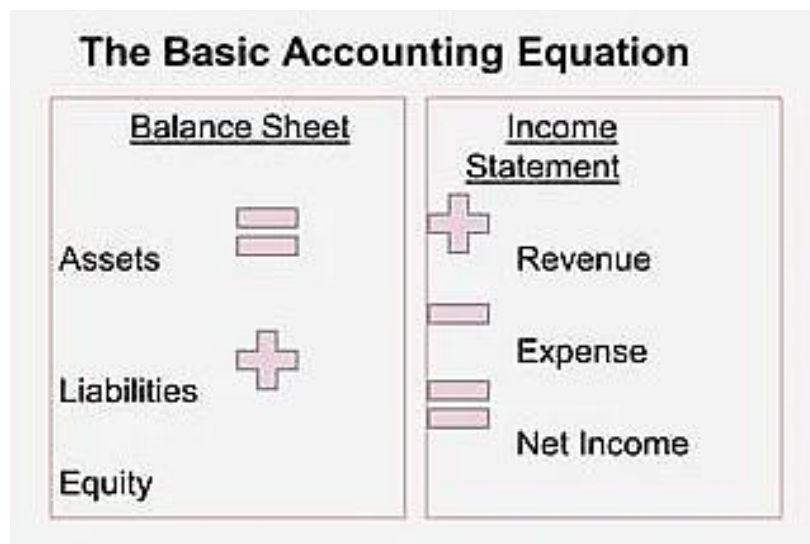 The Basic Accounting Equation
Balance Sheet
Assets
Liabilities
Equity
Income
Statement
Revenue
Expense
Net Income